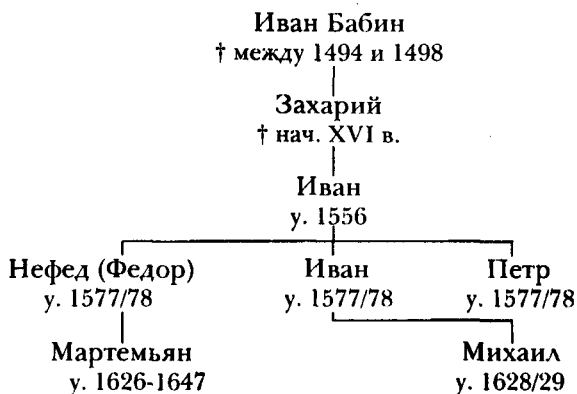 Иван Бабин
† между 1494 и 1498
Захарий
† нач. XVI в.
Иван
у. 1556
Нефед (Федор) Иван Петр
у. 1577/78 у. 1577/78 у. 1577/78
Мартемьян Михаил
у. 1626-1647 у. 1628/29